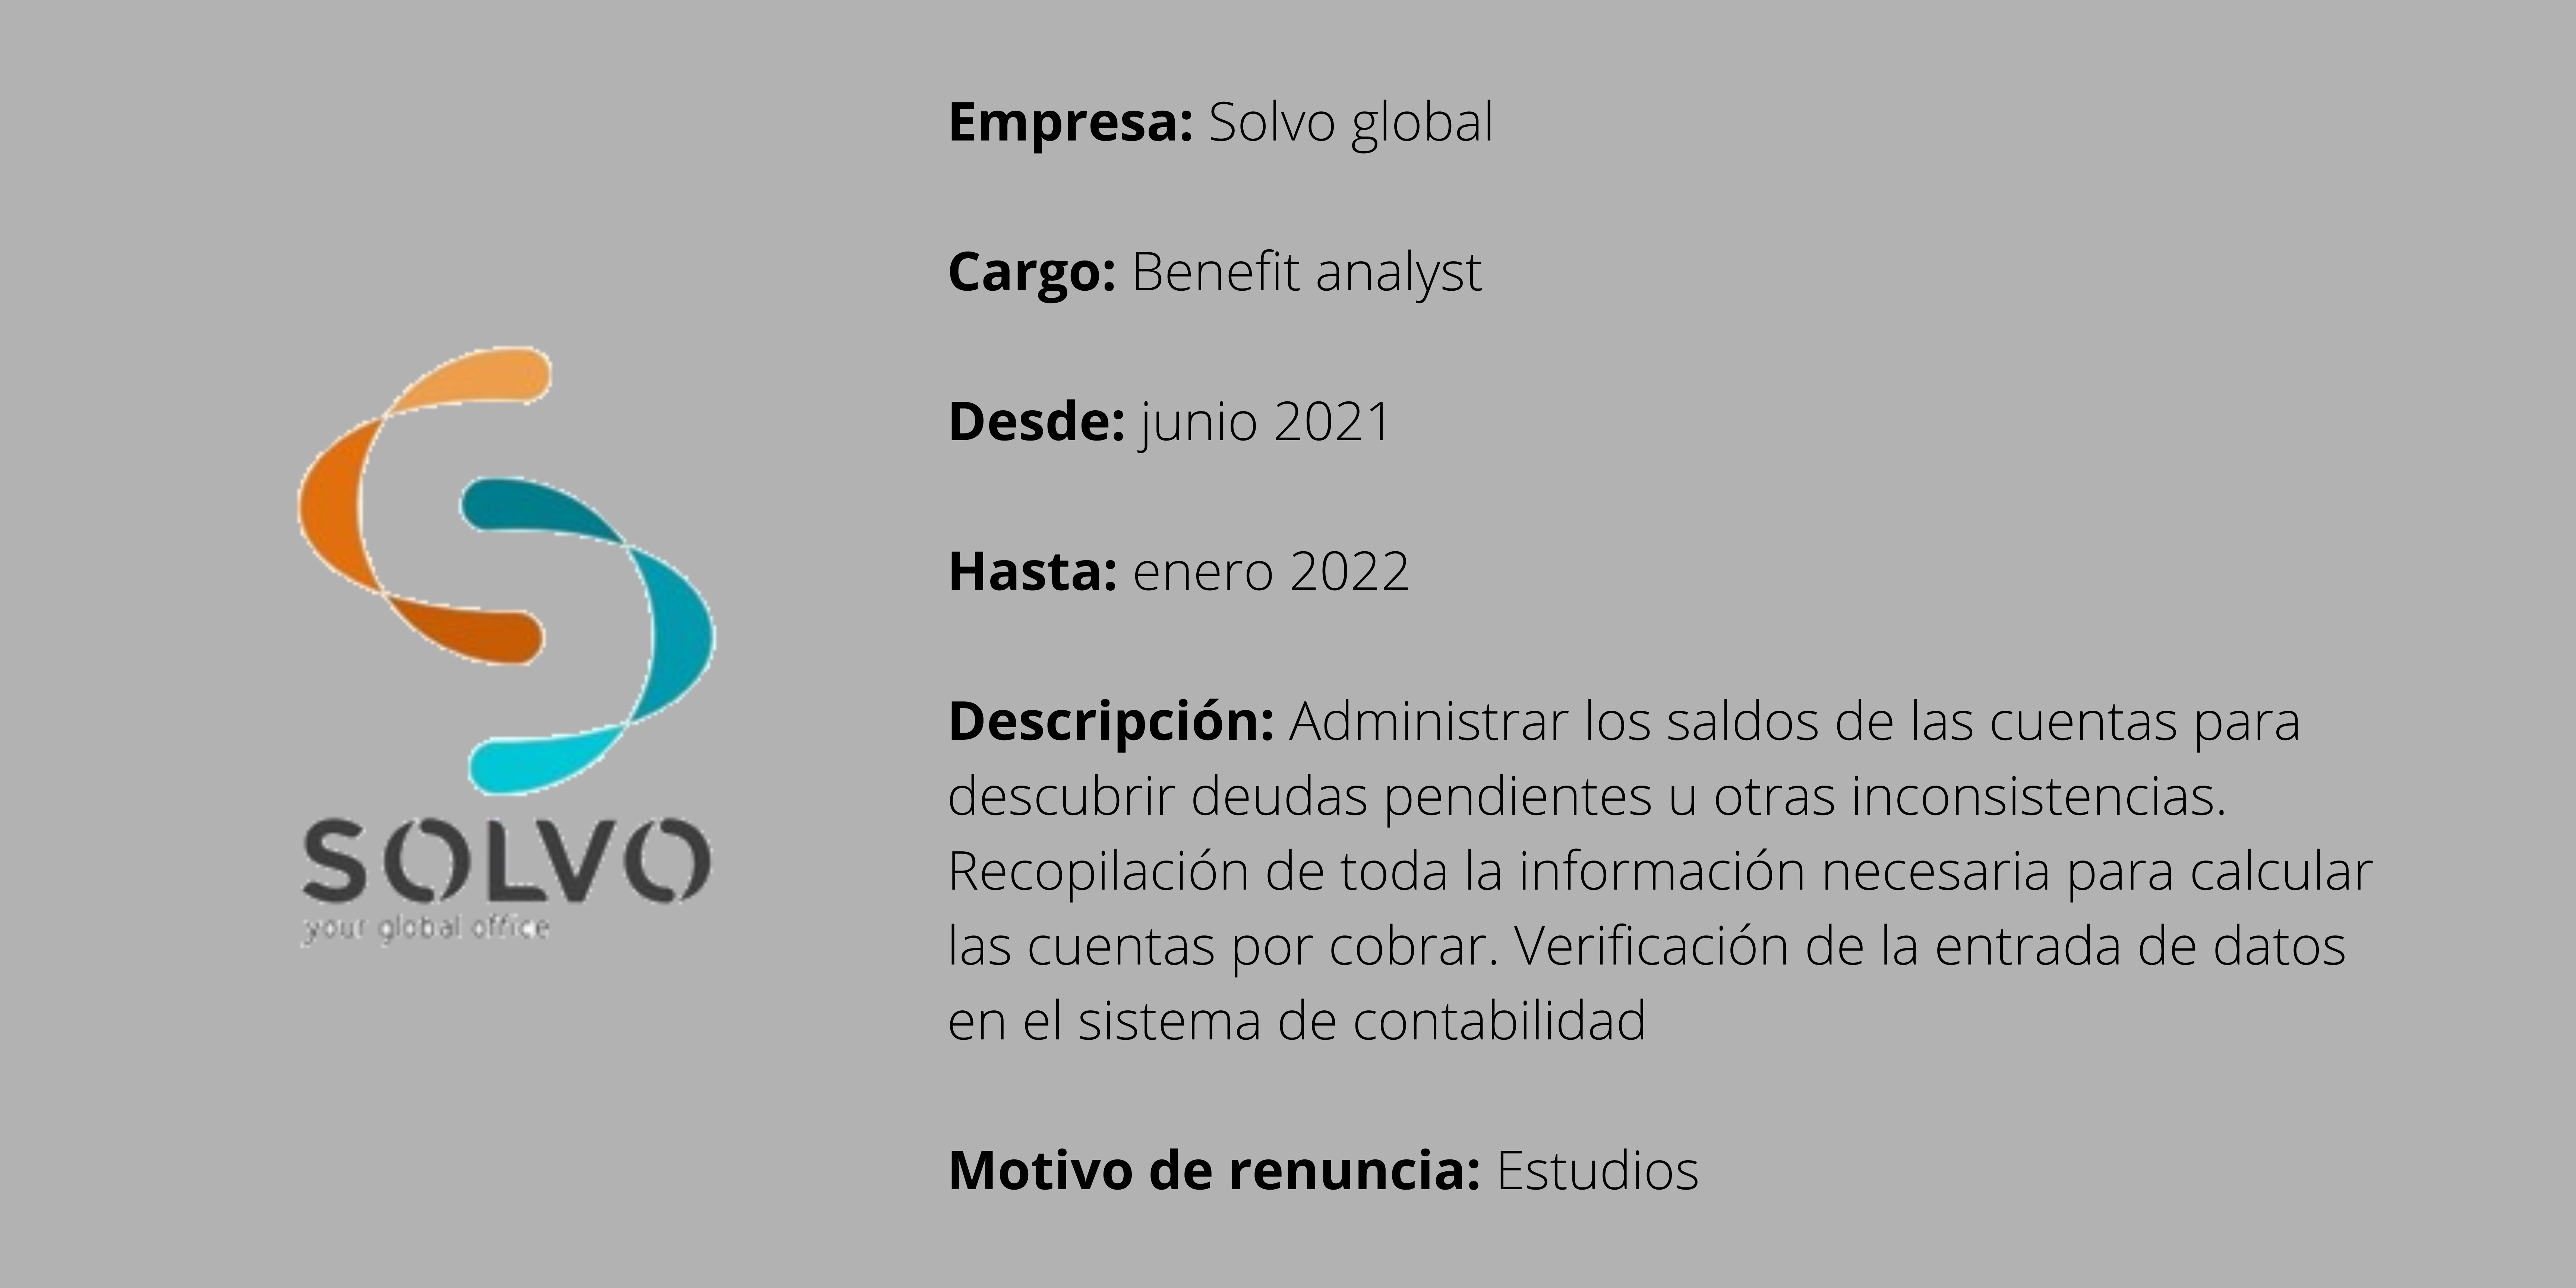 Empresa: Solvo global
Cargo: Benefit analyst
Desde: junio 2021
Hasta: enero 2022
Descripción: Administrar los saldos de las cuentas para
descubrir deudas pendientes u otras inconsistencias.
Recopilación de toda la información necesaria para calcular
las cuentas por cobrar. Verificación de la entrada de datos
en el sistema de contabilidad
Motivo de renuncia: Estudios
SOLVO
your global office